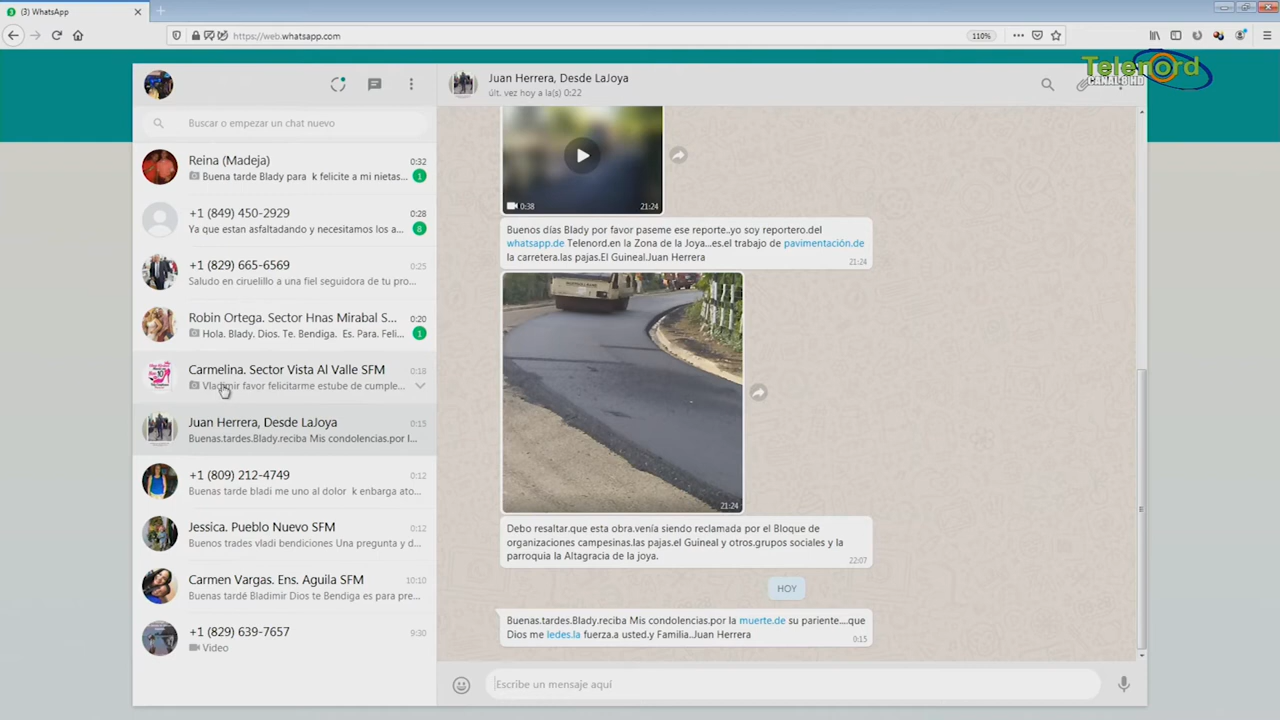 (3) WhatsApp
https://web.whatsapp.com
110%
Telenord
CANAL 8 HD
Buscar o empezar un chat nuevo
Reina (Madeja)
0:32
Buena tarde Blady para k felicite a mi nietas...
1
+1 (849) 450-2929
0:28
Ya que estan asfaltando y necesitamos los a...
8
+1 (829) 665-6569
0:25
Saludo en ciruelillo a una fiel seguidora de tu pro...
Robin Ortega. Sector Hnas Mirabal S...
0:20
Hola. Blady. Dios. Te. Bendiga. Es. Para. Feli...
1
Carmelina. Sector Vista Al Valle SFM
0:18
Vladimir favor felicitarme estube de cumple...
Juan Herrera, Desde LaJoya
0:15
Buenas.tardes.Blady.reciba Mis condolencias.por l...
+1 (809) 212-4749
0:12
Buenas tarde bladi me uno al dolor k enbarga ato...
Jessica. Pueblo Nuevo SFM
0:12
Buenos trades vladi bendiciones Una pregunta y d...
Carmen Vargas. Ens. Aguila SFM
10:10
Buenas tardé Bladimir Dios te Bendiga es para pre...
+1 (829) 639-7657
9:30
Video
Juan Herrera, Desde LaJoya
últ. vez hoy a la(s) 0:22
0:38
21:24
Buenos días Blady por favor paseme ese reporte..yo soy reportero.del
whatsapp.de Telenord.en la Zona de la Joya...es.el trabajo de pavimentación.de
la carretera.las pajas.El Guineal.Juan Herrera
21:24
21:24
Debo resaltar.que esta obra.venía siendo reclamada por el Bloque de
organizaciones campesinas.las pajas.el Guineal y otros.grupos sociales y la
parroquia la Altagracia de la joya.
22:07
HOY
Buenas.tardes.Blady.reciba Mis condolencias.por la muerte.de su pariente....que
Dios me ledes.la fuerza.a usted.y Familia..Juan Herrera
0:15
Escribe un mensaje aquí